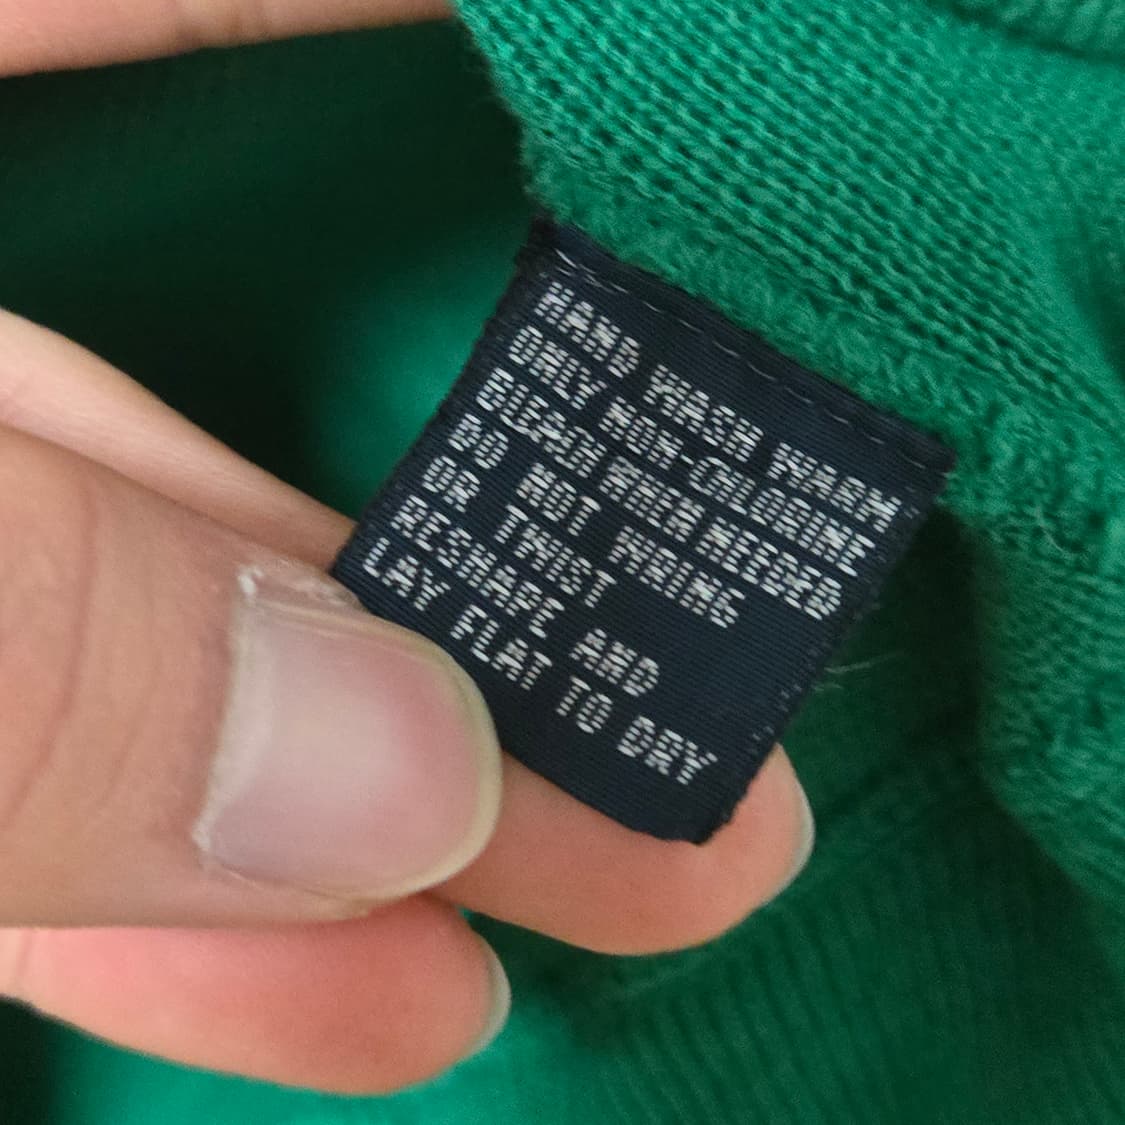 HAND WASH WARM
ONLY NON-CHLORINE
BLEACH WHEN NEEDED
DO NOT WRING
OR TWIST
RESHAPE AND
LAY FLAT TO DRY